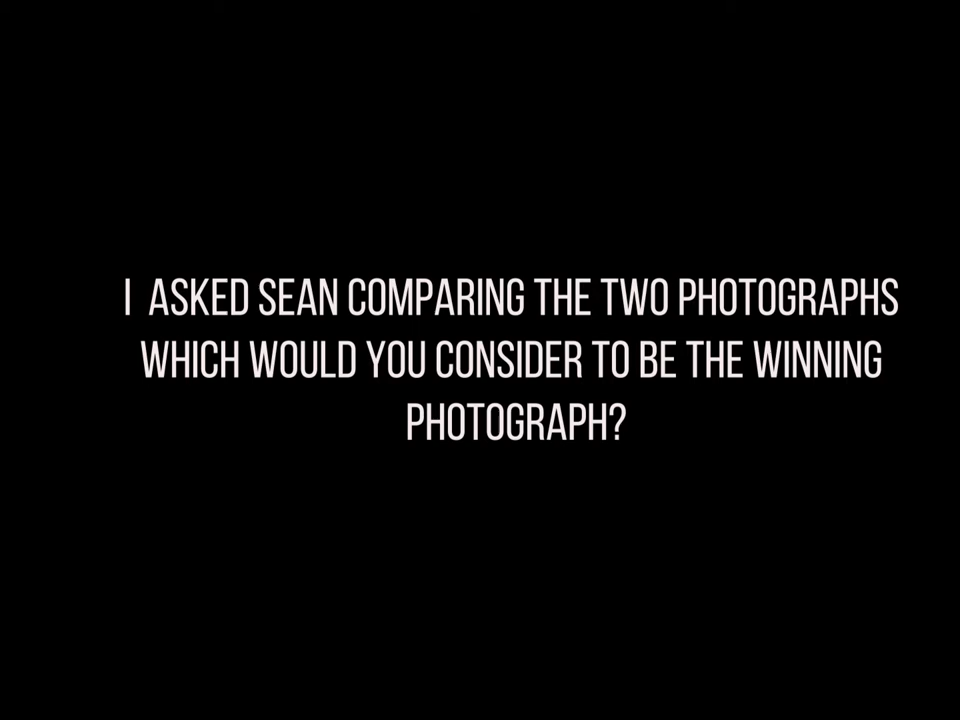 I ASKED SEAN COMPARING THE TWO PHOTOGRAPHS
WHICH WOULD YOU CONSIDER TO BE THE WINNING
PHOTOGRAPH?